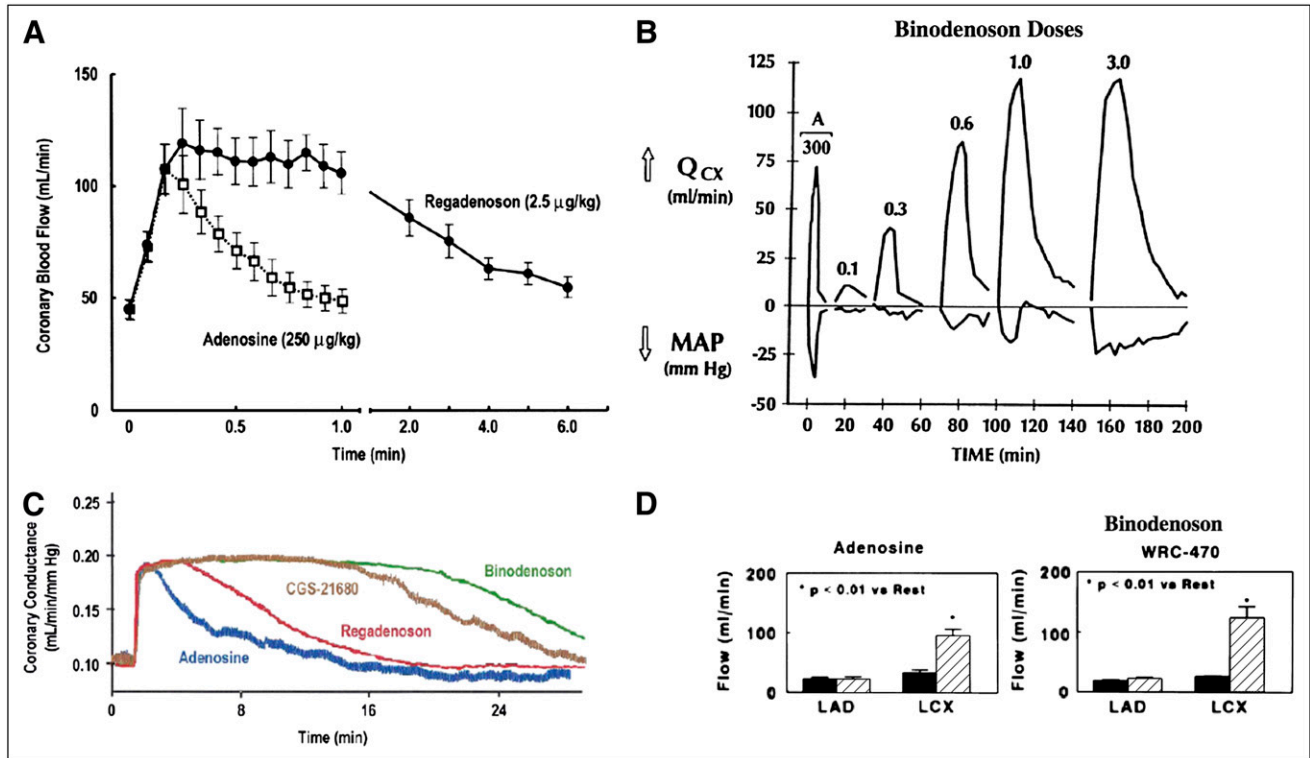 A
Coronary Blood Flow (mL/min)
150
100
50
0
Regadenoson (2.5 µg/kg)
Adenosine (250 µg/kg)
0 0.5 1.0 2.0 4.0 6.0
Time (min)
B
Binodenoson Doses
125
100
75
50
25
0
-25
-50
⇧ QCX
(ml/min)
⇩ MAP
(mm Hg)
A
300
0.1
0.3
0.6
1.0
3.0
0 20 40 60 80 100 120 140 160 180 200
TIME (min)
C
Coronary Conductance
(mL/min/mm Hg)
0.25
0.20
0.15
0.10
Binodenoson
CGS-21680
Regadenoson
Adenosine
0 8 16 24
Time (min)
D
Adenosine
Flow (ml/min)
200
100
0
* p < 0.01 vs Rest
*
LAD LCX
Binodenoson
WRC-470
Flow (ml/min)
200
100
0
* p < 0.01 vs Rest
*
LAD LCX